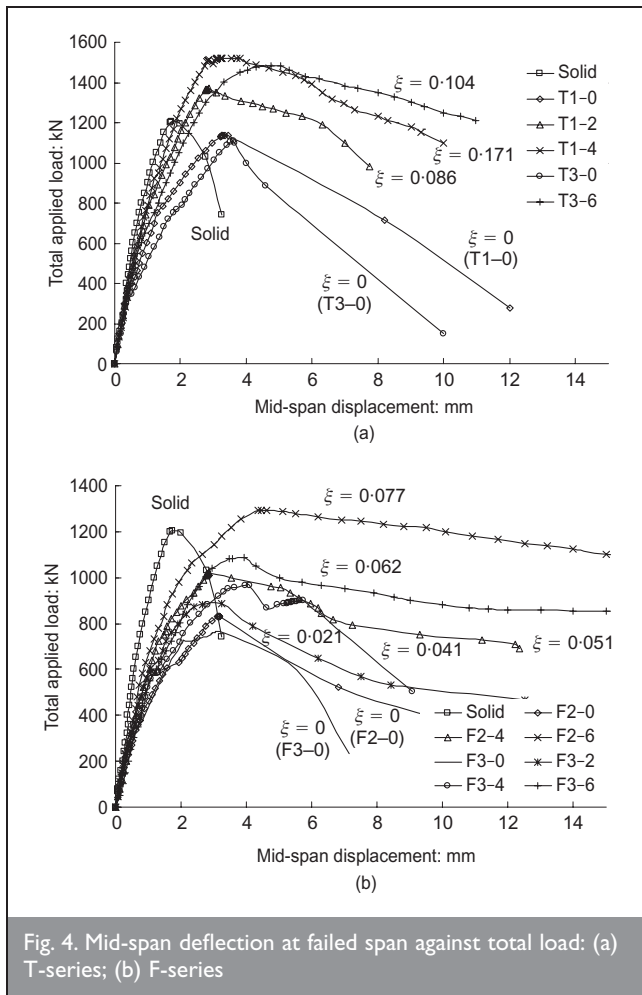 1600
1400
1200
1000
800
600
400
200
0
Total applied load: kN
0 2 4 6 8 10 12 14
Mid-span displacement: mm
(a)
Solid
T1–0
T1–2
T1–4
T3–0
T3–6
ξ = 0·104
ξ = 0·171
ξ = 0·086
Solid
ξ = 0
(T1–0)
ξ = 0
(T3–0)
1400
1200
1000
800
600
400
200
0
Total applied load: kN
0 2 4 6 8 10 12 14
Mid-span displacement: mm
(b)
Solid
ξ = 0·077
ξ = 0·062
ξ = 0·021
ξ = 0·041
ξ = 0·051
ξ = 0
(F3–0)
ξ = 0
(F2–0)
Solid F2–0
F2–4 F2–6
F3–0 F3–2
F3–4 F3–6
Fig. 4. Mid-span deflection at failed span against total load: (a)
T-series; (b) F-series